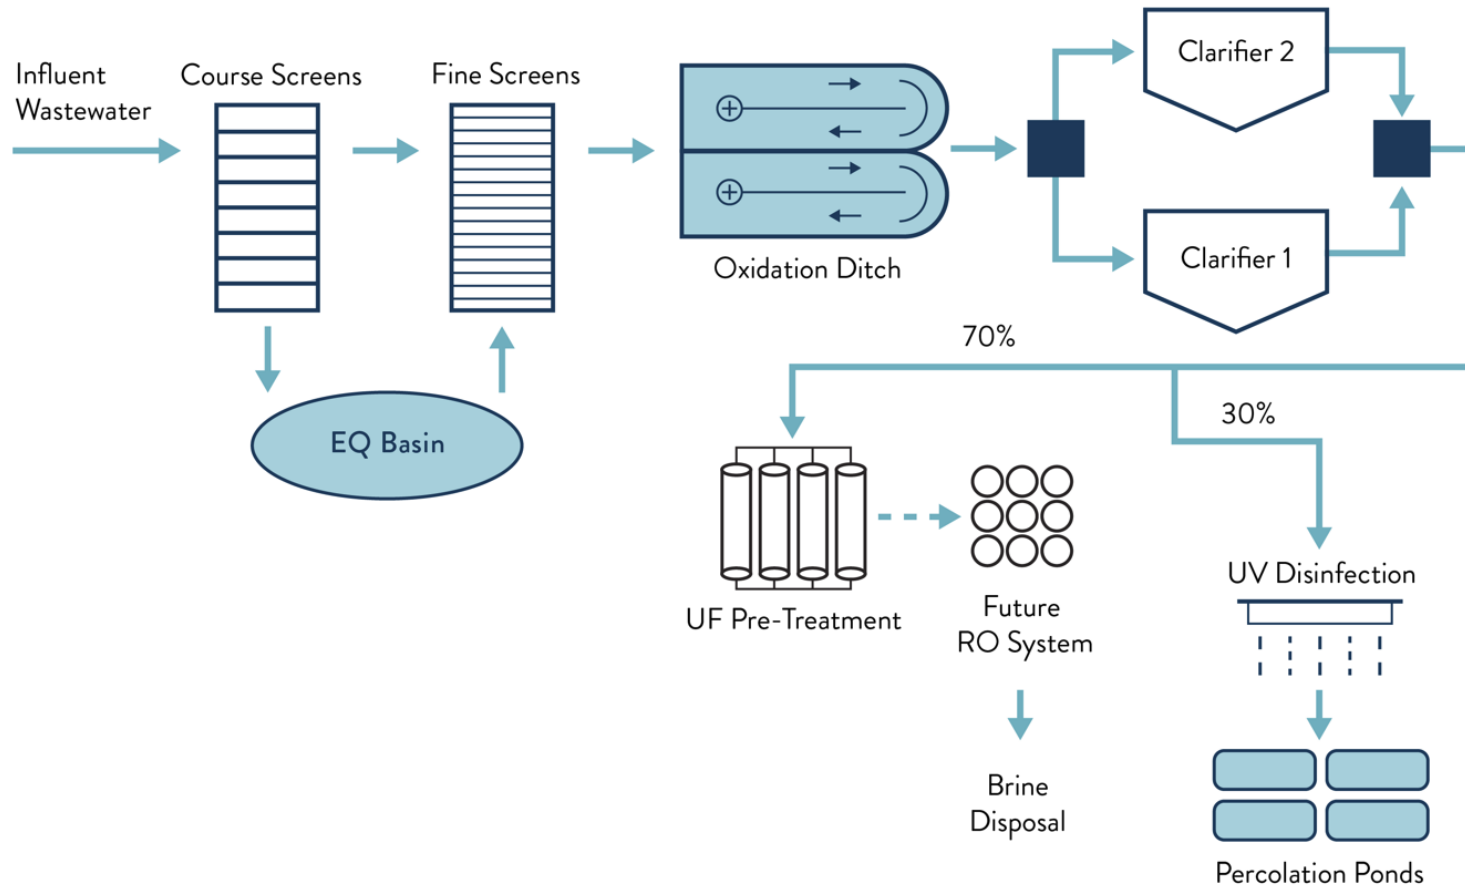 Influent
Wastewater
Course Screens
Fine Screens
EQ Basin
Oxidation Ditch
Clarifier 2
Clarifier 1
70%
30%
UF Pre-Treatment
Future
RO System
Brine
Disposal
UV Disinfection
Percolation Ponds